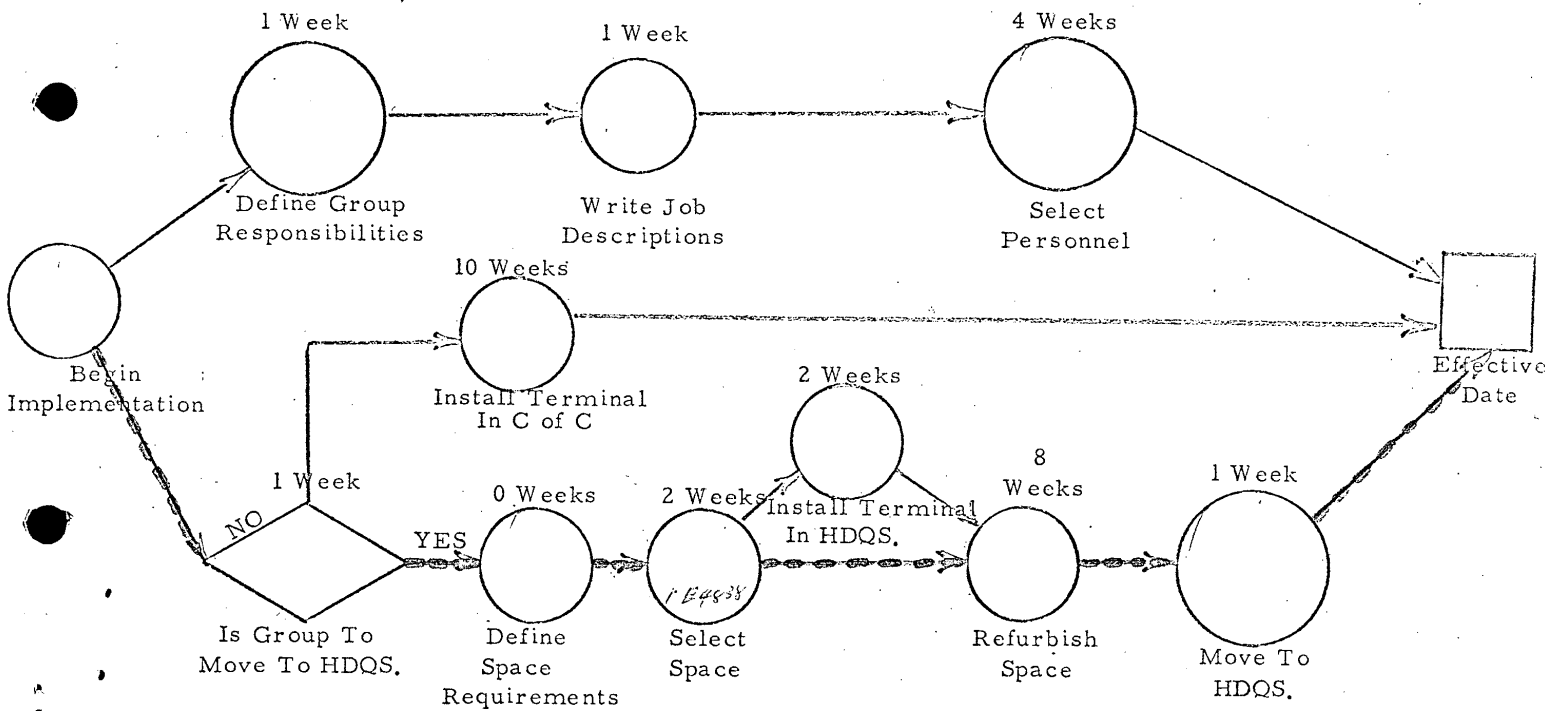 1 Week
1 Week
4 Weeks
Define Group
Responsibilities
Write Job
Descriptions
Select
Personnel
10 Weeks
Begin
Implementation
Install Terminal
In C of C
Effective
Date
2 Weeks
Install Terminal
In HDQS.
1 Week
NO
YES
0 Weeks
2 Weeks
8
Weeks
1 Week
Is Group To
Move To HDQS.
Define
Space
Requirements
Select
Space
Refurbish
Space
Move To
HDQS.